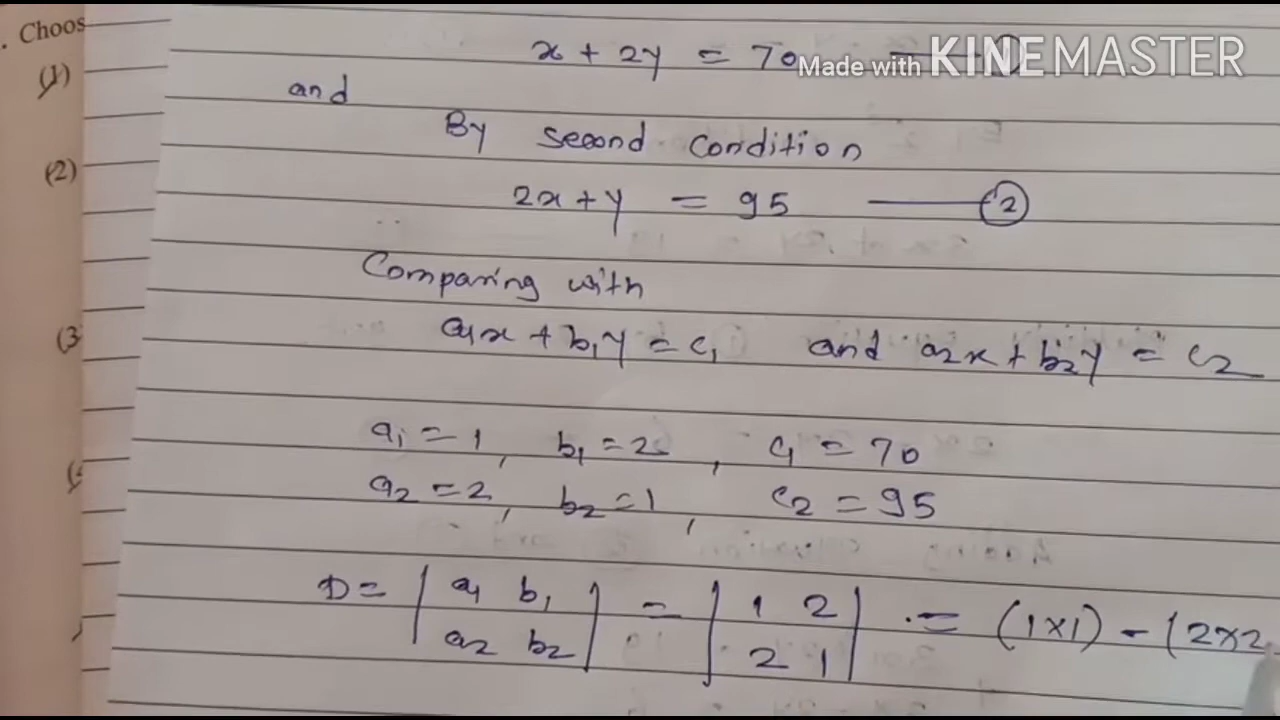 . Choos
(1)
x + 2y = 70 ——— 1
Made with KINEMASTER
and
By second condition
(2)
2x + y = 95 ——— 2
Comparing with
(3
a₁x + b₁y = c₁ and a₂x + b₂y = c₂
a₁ = 1, b₁ = 2, c₁ = 70
a₂ = 2, b₂ = 1, c₂ = 95
D = | a₁ b₁ | = | 1 2 | = (1×1) - (2×2
| a₂ b₂ | | 2 1 |